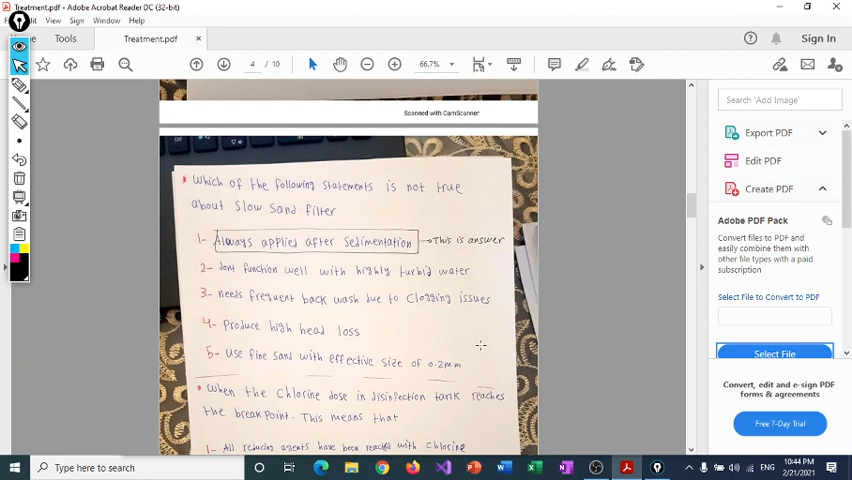 Treatment.pdf - Adobe Acrobat Reader DC (32-bit)
View Sign Window Help
Tools
Treatment.pdf ×
Sign In
4 / 10
66.7%
Scanned with CamScanner
* Which of the following statements is not true
about slow sand filter
1- Always applied after sedimentation → This is answer
2- dont function well with highly turbid water
3- needs frequent back wash due to clogging issues
4- Produce high head loss
5- Use fine sand with effective size of 0.2mm
* When the Chlorine dose in disinfection tank reaches
the breakpoint. This means that
1- All reducing agents have been reacted with Chlorine
Search 'Add Image'
Export PDF
Edit PDF
Create PDF
Adobe PDF Pack
Convert files to PDF and
easily combine them with
other file types with a paid
subscription
Select File to Convert to PDF
Select File
Convert, edit and e-sign PDF
forms & agreements
Free 7-Day Trial
Type here to search
ENG
10:44 PM
2/21/2021